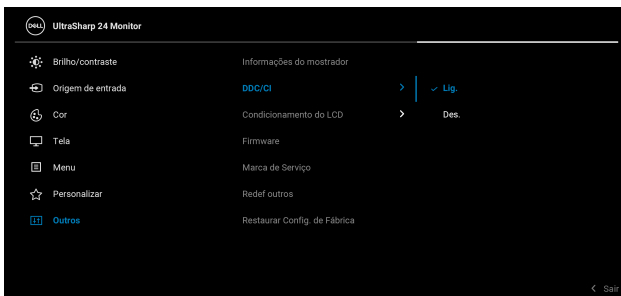 DELL UltraSharp 24 Monitor
Brilho/contraste
Informações do mostrador
Origem de entrada
DDC/CI
Lig.
Cor
Condicionamento do LCD
Des.
Tela
Firmware
Menu
Marca de Serviço
Personalizar
Redef outros
Outros
Restaurar Config. de Fábrica
Sair